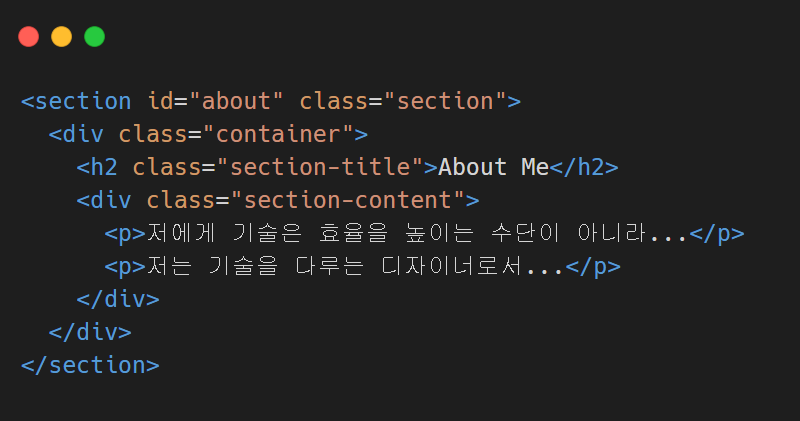 <section id="about" class="section">
<div class="container">
<h2 class="section-title">About Me</h2>
<div class="section-content">
<p>저에게 기술은 효율을 높이는 수단이 아니라...</p>
<p>저는 기술을 다루는 디자이너로서...</p>
</div>
</div>
</section>